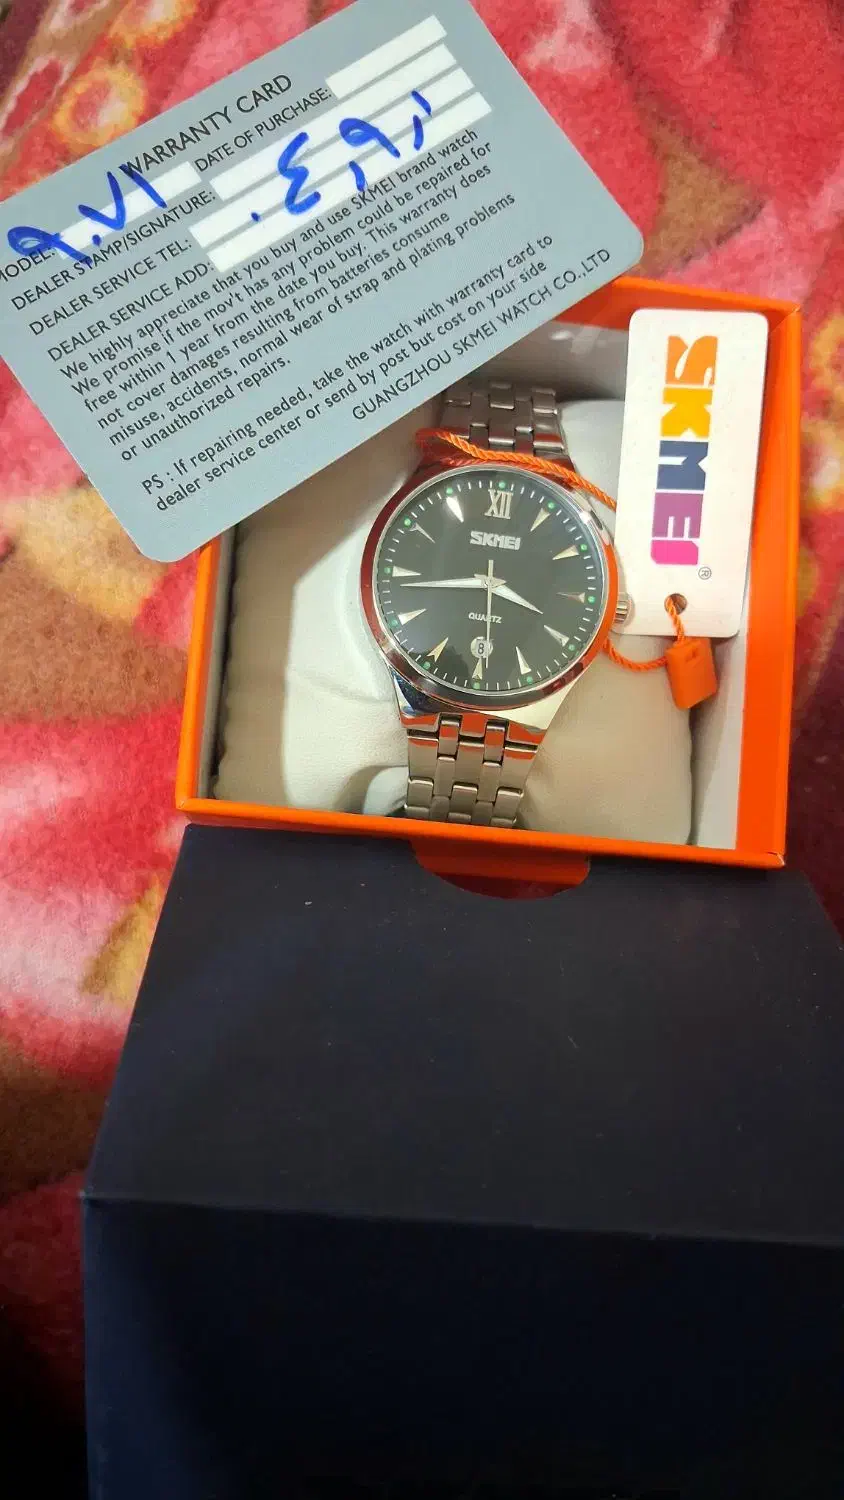 WARRANTY CARD
MODEL: ۹۰۷۱ DATE OF PURCHASE:
DEALER STAMP/SIGNATURE:
DEALER SERVICE TEL:
DEALER SERVICE ADD:
We highly appreciate that you buy and use SKMEI brand watch
We promise if the mov't has any problem could be repaired for
free within 1 year from the date you buy. This warranty does
not cover damages resulting from batteries consume
misuse, accidents, normal wear of strap and plating problems
or unauthorized repairs.
PS : If repairing needed, take the watch with warranty card to
dealer service center or send by post but cost on your side
GUANGZHOU SKMEI WATCH CO.,LTD
SKMEI®
XII
SKMEI
QUARTZ
8